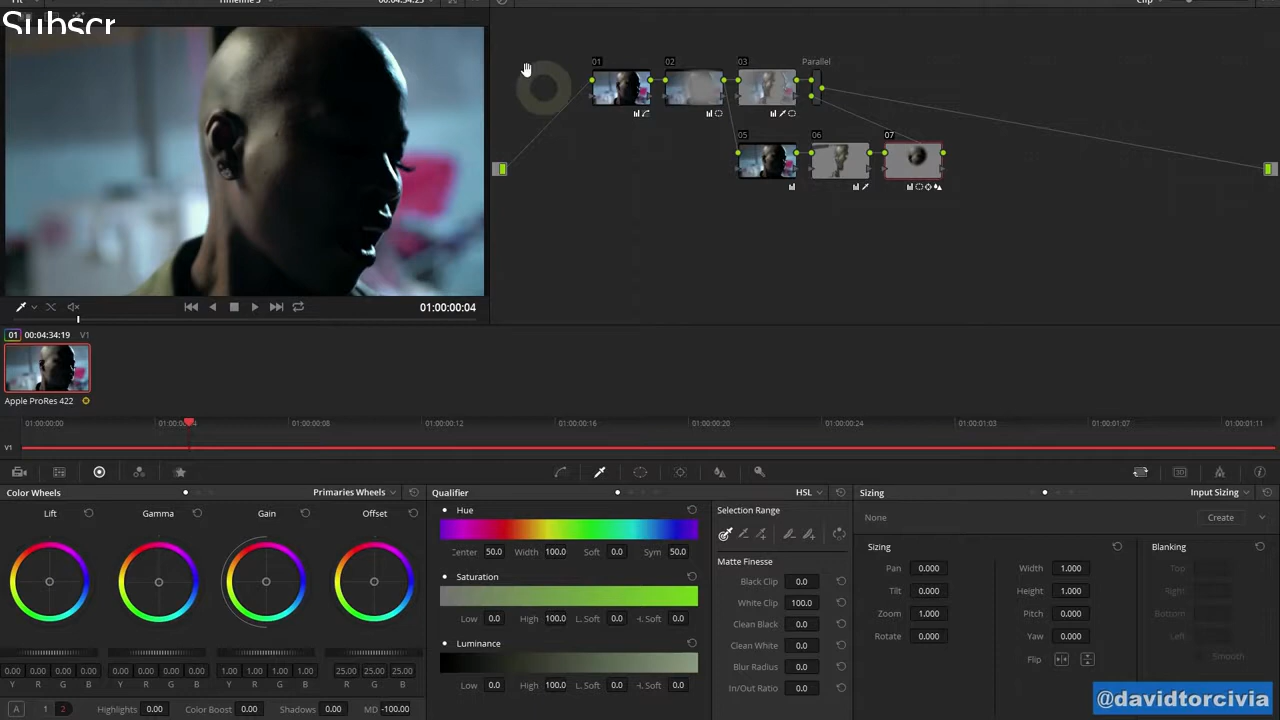 Subscr
01 02 03 Parallel
05 06 07
01:00:00:04
01 00:04:34:19 V1
Apple ProRes 422
01:00:00:00 01:00:00:08 01:00:00:12 01:00:00:16 01:00:00:20 01:00:00:24 01:00:01:03 01:00:01:07 01:00:01:11
V1
Color Wheels Primaries Wheels Qualifier HSL Sizing Input Sizing
Lift Gamma Gain Offset
Hue
Center 50.0 Width 100.0 Soft 0.0 Sym 50.0
Saturation
Low 0.0 High 100.0 L. Soft 0.0 H. Soft 0.0
Luminance
Low 0.0 High 100.0 L. Soft 0.0 H. Soft 0.0
Selection Range
Matte Finesse
Black Clip 0.0
White Clip 100.0
Clean Black 0.0
Clean White 0.0
Blur Radius 0.0
In/Out Ratio 0.0
None Create
Sizing Blanking
Pan 0.000 Width 1.000 Top
Tilt 0.000 Height 1.000 Right
Zoom 1.000 Pitch 0.000 Bottom
Rotate 0.000 Yaw 0.000 Left
Flip Smooth
0.00 0.00 0.00 0.00 0.00 0.00 0.00 0.00 1.00 1.00 1.00 1.00 25.00 25.00 25.00
Y R G B Y R G B Y R G B R G B
A 1 2 Highlights 0.00 Color Boost 0.00 Shadows 0.00 MD -100.00
@davidtorcivia